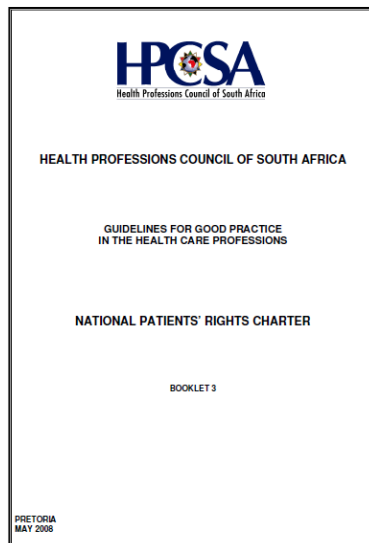 HPCSA
Health Professions Council of South Africa
HEALTH PROFESSIONS COUNCIL OF SOUTH AFRICA
GUIDELINES FOR GOOD PRACTICE
IN THE HEALTH CARE PROFESSIONS
NATIONAL PATIENTS' RIGHTS CHARTER
BOOKLET 3
PRETORIA
MAY 2008